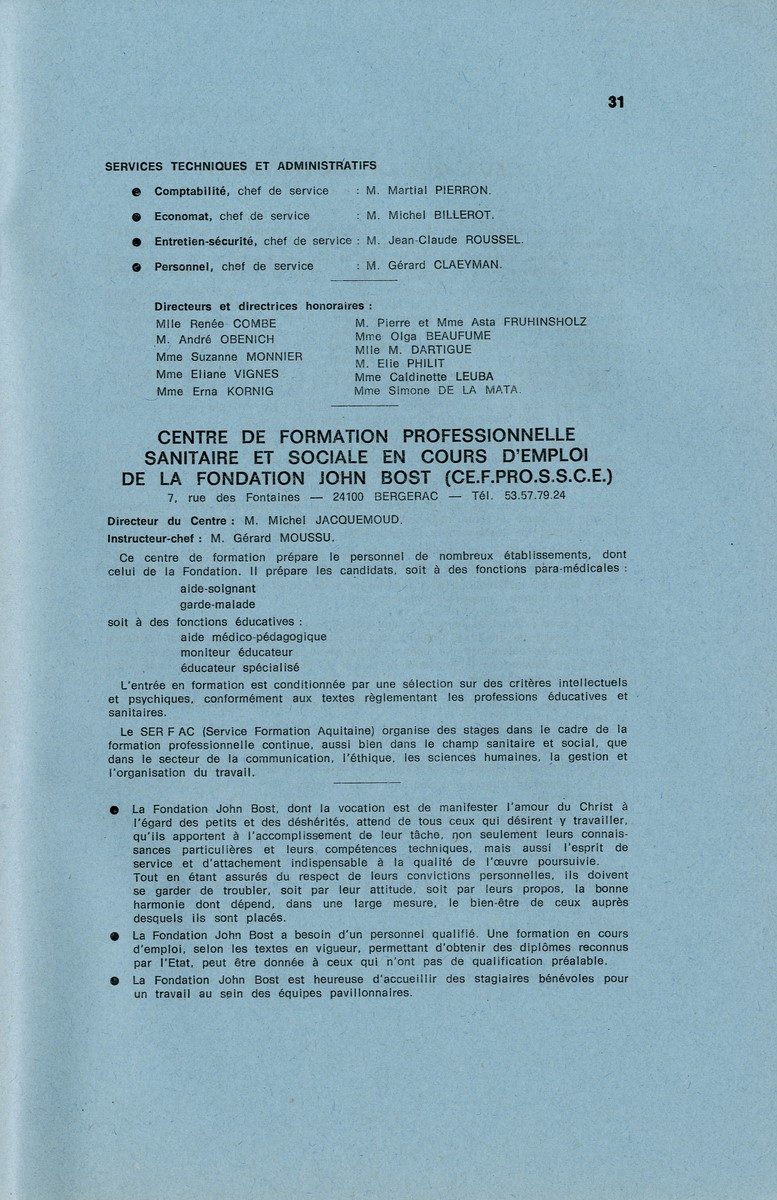 31
SERVICES TECHNIQUES ET ADMINISTRATIFS
● Comptabilité, chef de service : M. Martial PIERRON.
● Economat, chef de service : M. Michel BILLEROT.
● Entretien-sécurité, chef de service : M. Jean-Claude ROUSSEL.
● Personnel, chef de service : M. Gérard CLAEYMAN.
Directeurs et directrices honoraires :
Mlle Renée COMBE
M. André OBENICH
Mme Suzanne MONNIER
Mme Eliane VIGNES
Mme Erna KORNIG
M. Pierre et Mme Asta FRUHINSHOLZ
Mme Olga BEAUFUME
Mlle M. DARTIGUE
M. Elie PHILIT
Mme Caldinette LEUBA
Mme Simone DE LA MATA.
CENTRE DE FORMATION PROFESSIONNELLE
SANITAIRE ET SOCIALE EN COURS D'EMPLOI
DE LA FONDATION JOHN BOST (CE.F.PRO.S.S.C.E.)
7, rue des Fontaines — 24100 BERGERAC — Tél. 53.57.79.24
Directeur du Centre : M. Michel JACQUEMOUD.
Instructeur-chef : M. Gérard MOUSSU.
Ce centre de formation prépare le personnel de nombreux établissements, dont
celui de la Fondation. Il prépare les candidats, soit à des fonctions para-médicales :
aide-soignant
garde-malade
soit à des fonctions éducatives :
aide médico-pédagogique
moniteur éducateur
éducateur spécialisé
L'entrée en formation est conditionnée par une sélection sur des critères intellectuels
et psychiques, conformément aux textes règlementant les professions éducatives et
sanitaires.
Le SER F AC (Service Formation Aquitaine) organise des stages dans le cadre de la
formation professionnelle continue, aussi bien dans le champ sanitaire et social, que
dans le secteur de la communication, l'éthique, les sciences humaines, la gestion et
l'organisation du travail.
● La Fondation John Bost, dont la vocation est de manifester l'amour du Christ à
l'égard des petits et des déshérités, attend de tous ceux qui désirent y travailler,
qu'ils apportent à l'accomplissement de leur tâche, non seulement leurs connais-
sances particulières et leurs compétences techniques, mais aussi l'esprit de
service et d'attachement indispensable à la qualité de l'œuvre poursuivie.
Tout en étant assurés du respect de leurs convictions personnelles, ils doivent
se garder de troubler, soit par leur attitude, soit par leurs propos, la bonne
harmonie dont dépend, dans une large mesure, le bien-être de ceux auprès
desquels ils sont placés.
● La Fondation John Bost a besoin d'un personnel qualifié. Une formation en cours
d'emploi, selon les textes en vigueur, permettant d'obtenir des diplômes reconnus
par l'Etat, peut être donnée à ceux qui n'ont pas de qualification préalable.
● La Fondation John Bost est heureuse d'accueillir des stagiaires bénévoles pour
un travail au sein des équipes pavillonnaires.